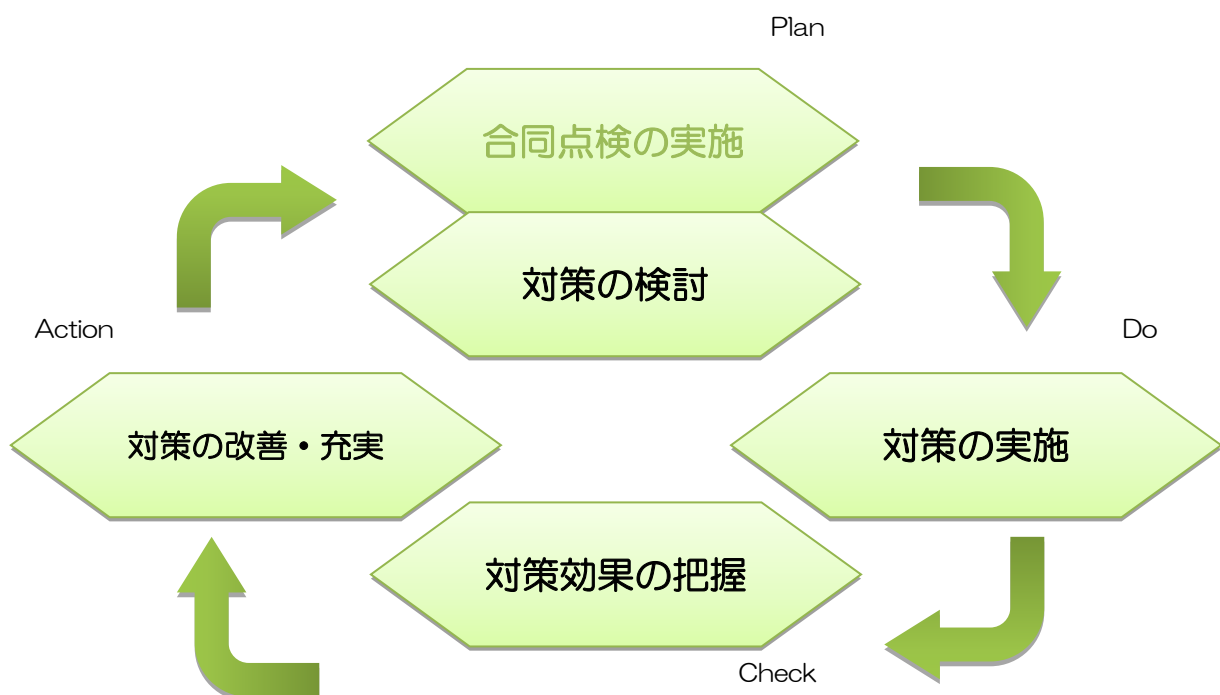 Plan
合同点検の実施
対策の検討
Action
Do
対策の改善・充実
対策の実施
対策効果の把握
Check